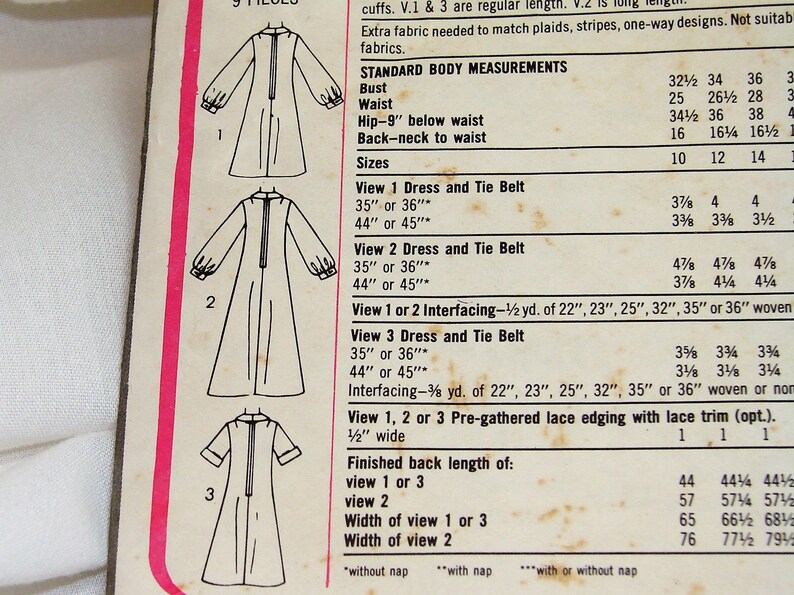 9 PIECES
1
2
3
cuffs. V.1 & 3 are regular length. V.2 is long length.
Extra fabric needed to match plaids, stripes, one-way designs. Not suitabl
fabrics.
STANDARD BODY MEASUREMENTS
Bust 32½ 34 36 3
Waist 25 26½ 28 3
Hip–9" below waist 34½ 36 38 4
Back–neck to waist 16 16¼ 16½ 1
Sizes 10 12 14 1
View 1 Dress and Tie Belt
35" or 36"* 3⅞ 4 4 4
44" or 45"* 3⅜ 3⅜ 3½
View 2 Dress and Tie Belt
35" or 36"* 4⅞ 4⅞ 4⅞
44" or 45"* 3⅞ 4¼ 4¼
View 1 or 2 Interfacing–½ yd. of 22", 23", 25", 32", 35" or 36" woven
View 3 Dress and Tie Belt
35" or 36"* 3⅝ 3¾ 3¾
44" or 45"* 3⅛ 3⅛ 3¼
Interfacing–⅜ yd. of 22", 23", 25", 32", 35" or 36" woven or non
View 1, 2 or 3 Pre-gathered lace edging with lace trim (opt.).
½" wide 1 1 1
Finished back length of:
view 1 or 3 44 44¼ 44½
view 2 57 57¼ 57½
Width of view 1 or 3 65 66½ 68½
Width of view 2 76 77½ 79½
*without nap **with nap ***with or without nap